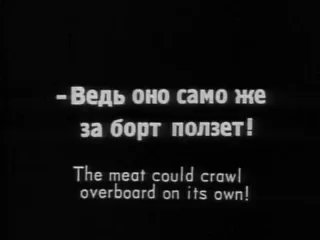 -Ведь оно само же
за борт ползет!
The meat could crawl
overboard on its own!